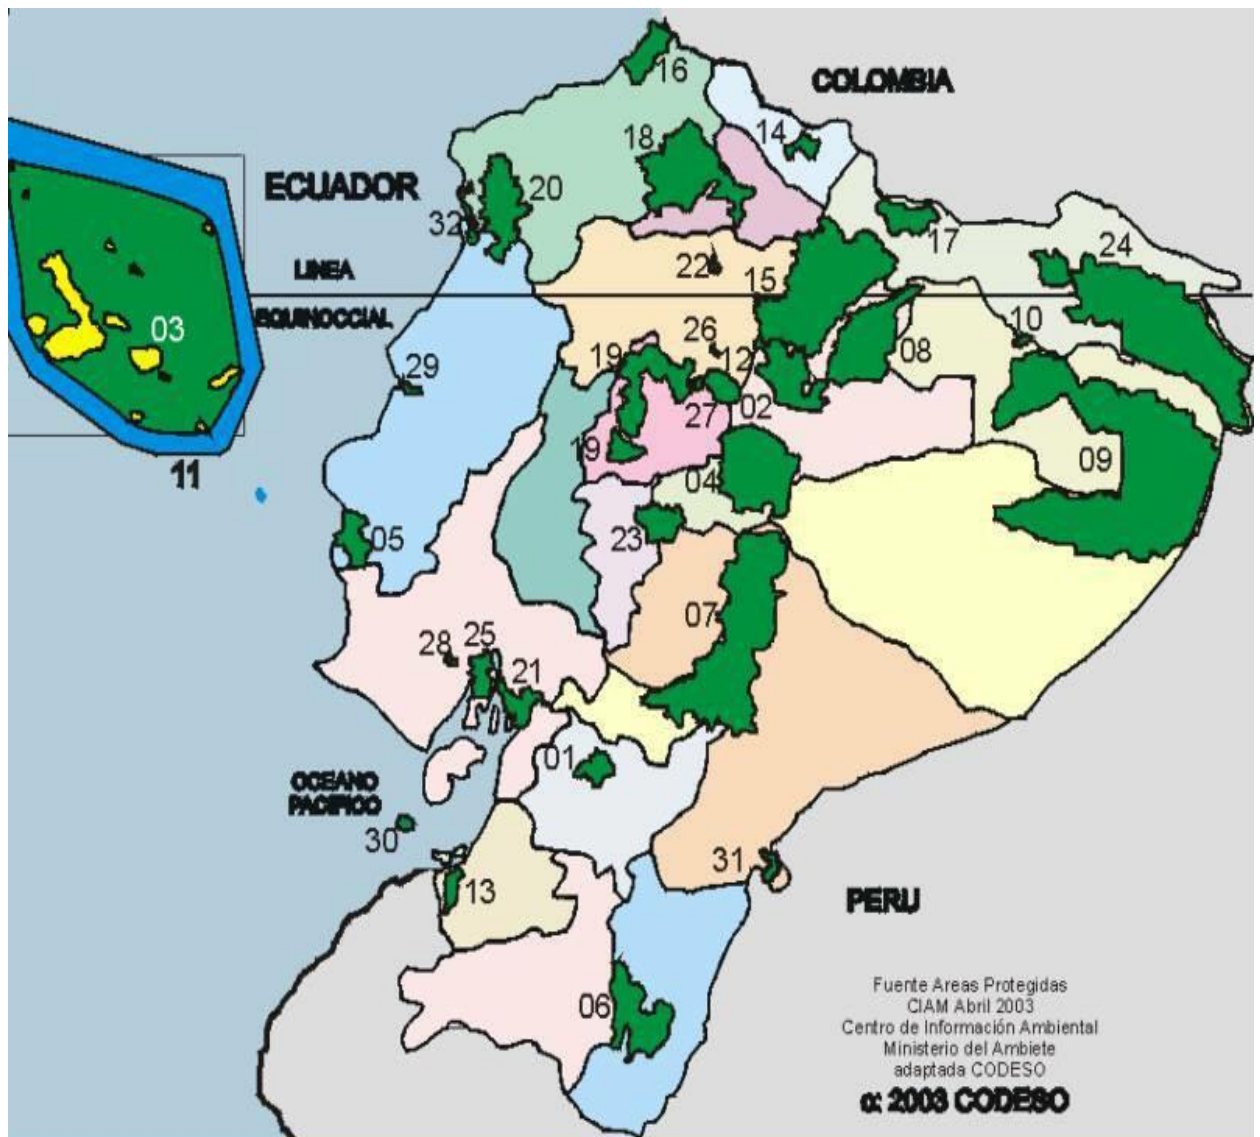 16
COLOMBIA
18
14
ECUADOR
20
32
17
24
LINEA
22
15
EQUINOCCIAL
03
26
10
29
19
12
08
02
27
11
19
04
09
05
23
07
28
25
21
01
OCEANO
PACIFICO
30
31
13
PERU
06
Fuente Areas Protegidas
CIAM Abril 2003
Centro de Información Ambiental
Ministerio del Ambiete
adaptada CODESO
α: 2003 CODESO